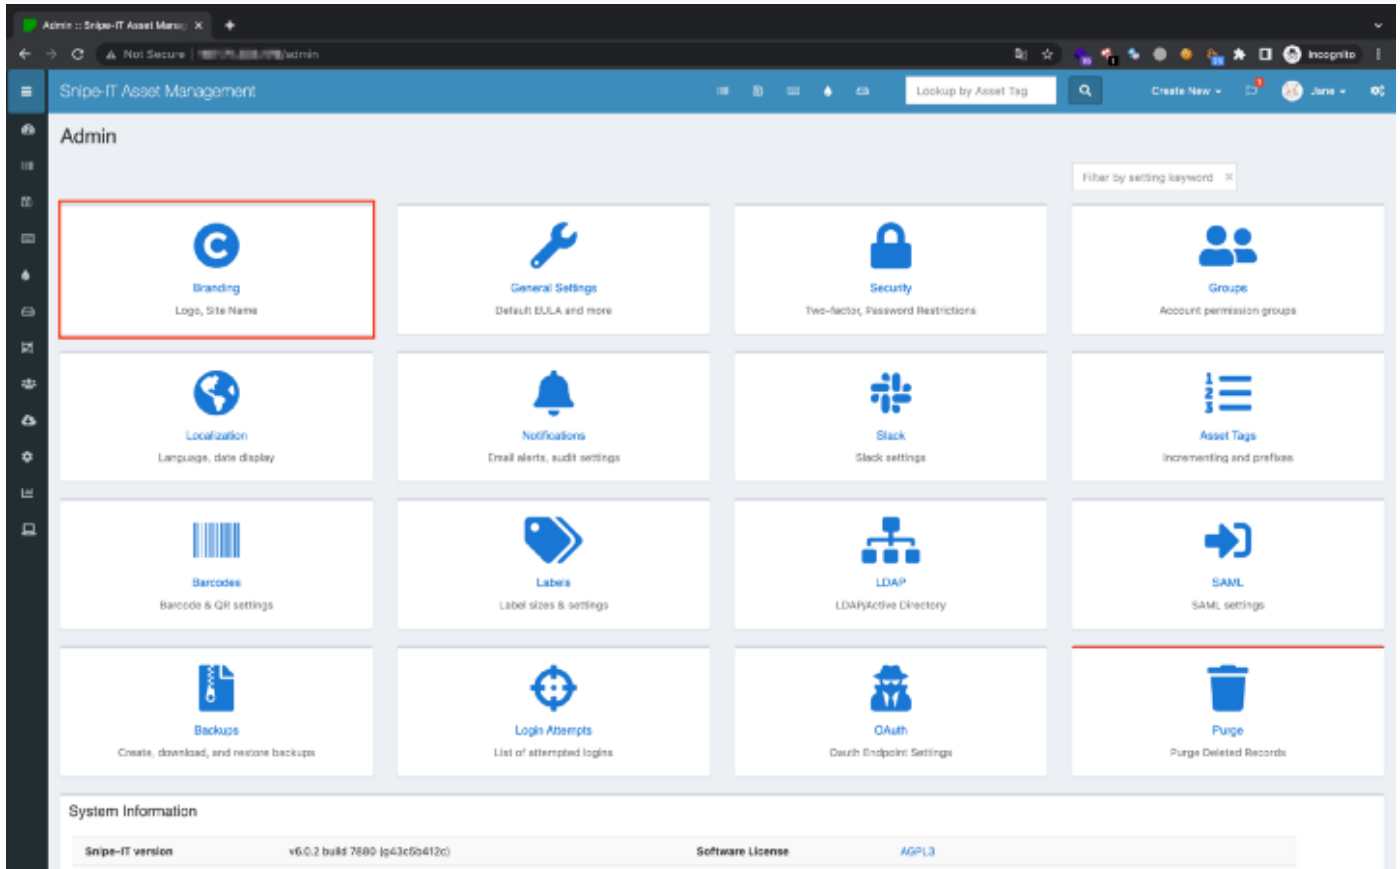 Admin :: Snipe-IT Asset Manag
Not Secure
/admin
Incognito
Snipe-IT Asset Management
Lookup by Asset Tag
Create New
Jane
Admin
Filter by setting keyword
Branding
Logo, Site Name
General Settings
Default EULA and more
Security
Two-factor, Password Restrictions
Groups
Account permission groups
Localization
Language, date display
Notifications
Email alerts, audit settings
Slack
Slack settings
1
2
3
Asset Tags
Incrementing and prefixes
Barcodes
Barcode & QR settings
Labels
Label sizes & settings
LDAP
LDAP/Active Directory
SAML
SAML settings
Backups
Create, download, and restore backups
Login Attempts
List of attempted logins
OAuth
Oauth Endpoint Settings
Purge
Purge Deleted Records
System Information
Snipe-IT version v6.0.2 build 7880 (g43c6b412c) Software License AGPL3